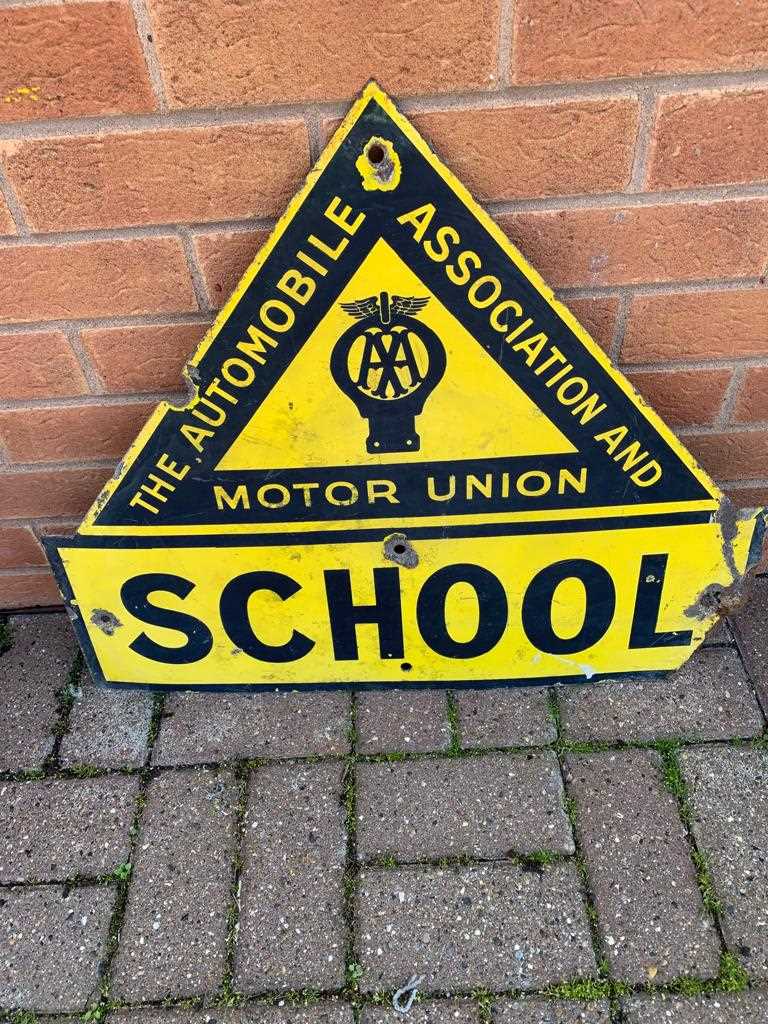 THE AUTOMOBILE
ASSOCIATION AND
AA
MOTOR UNION
SCHOOL